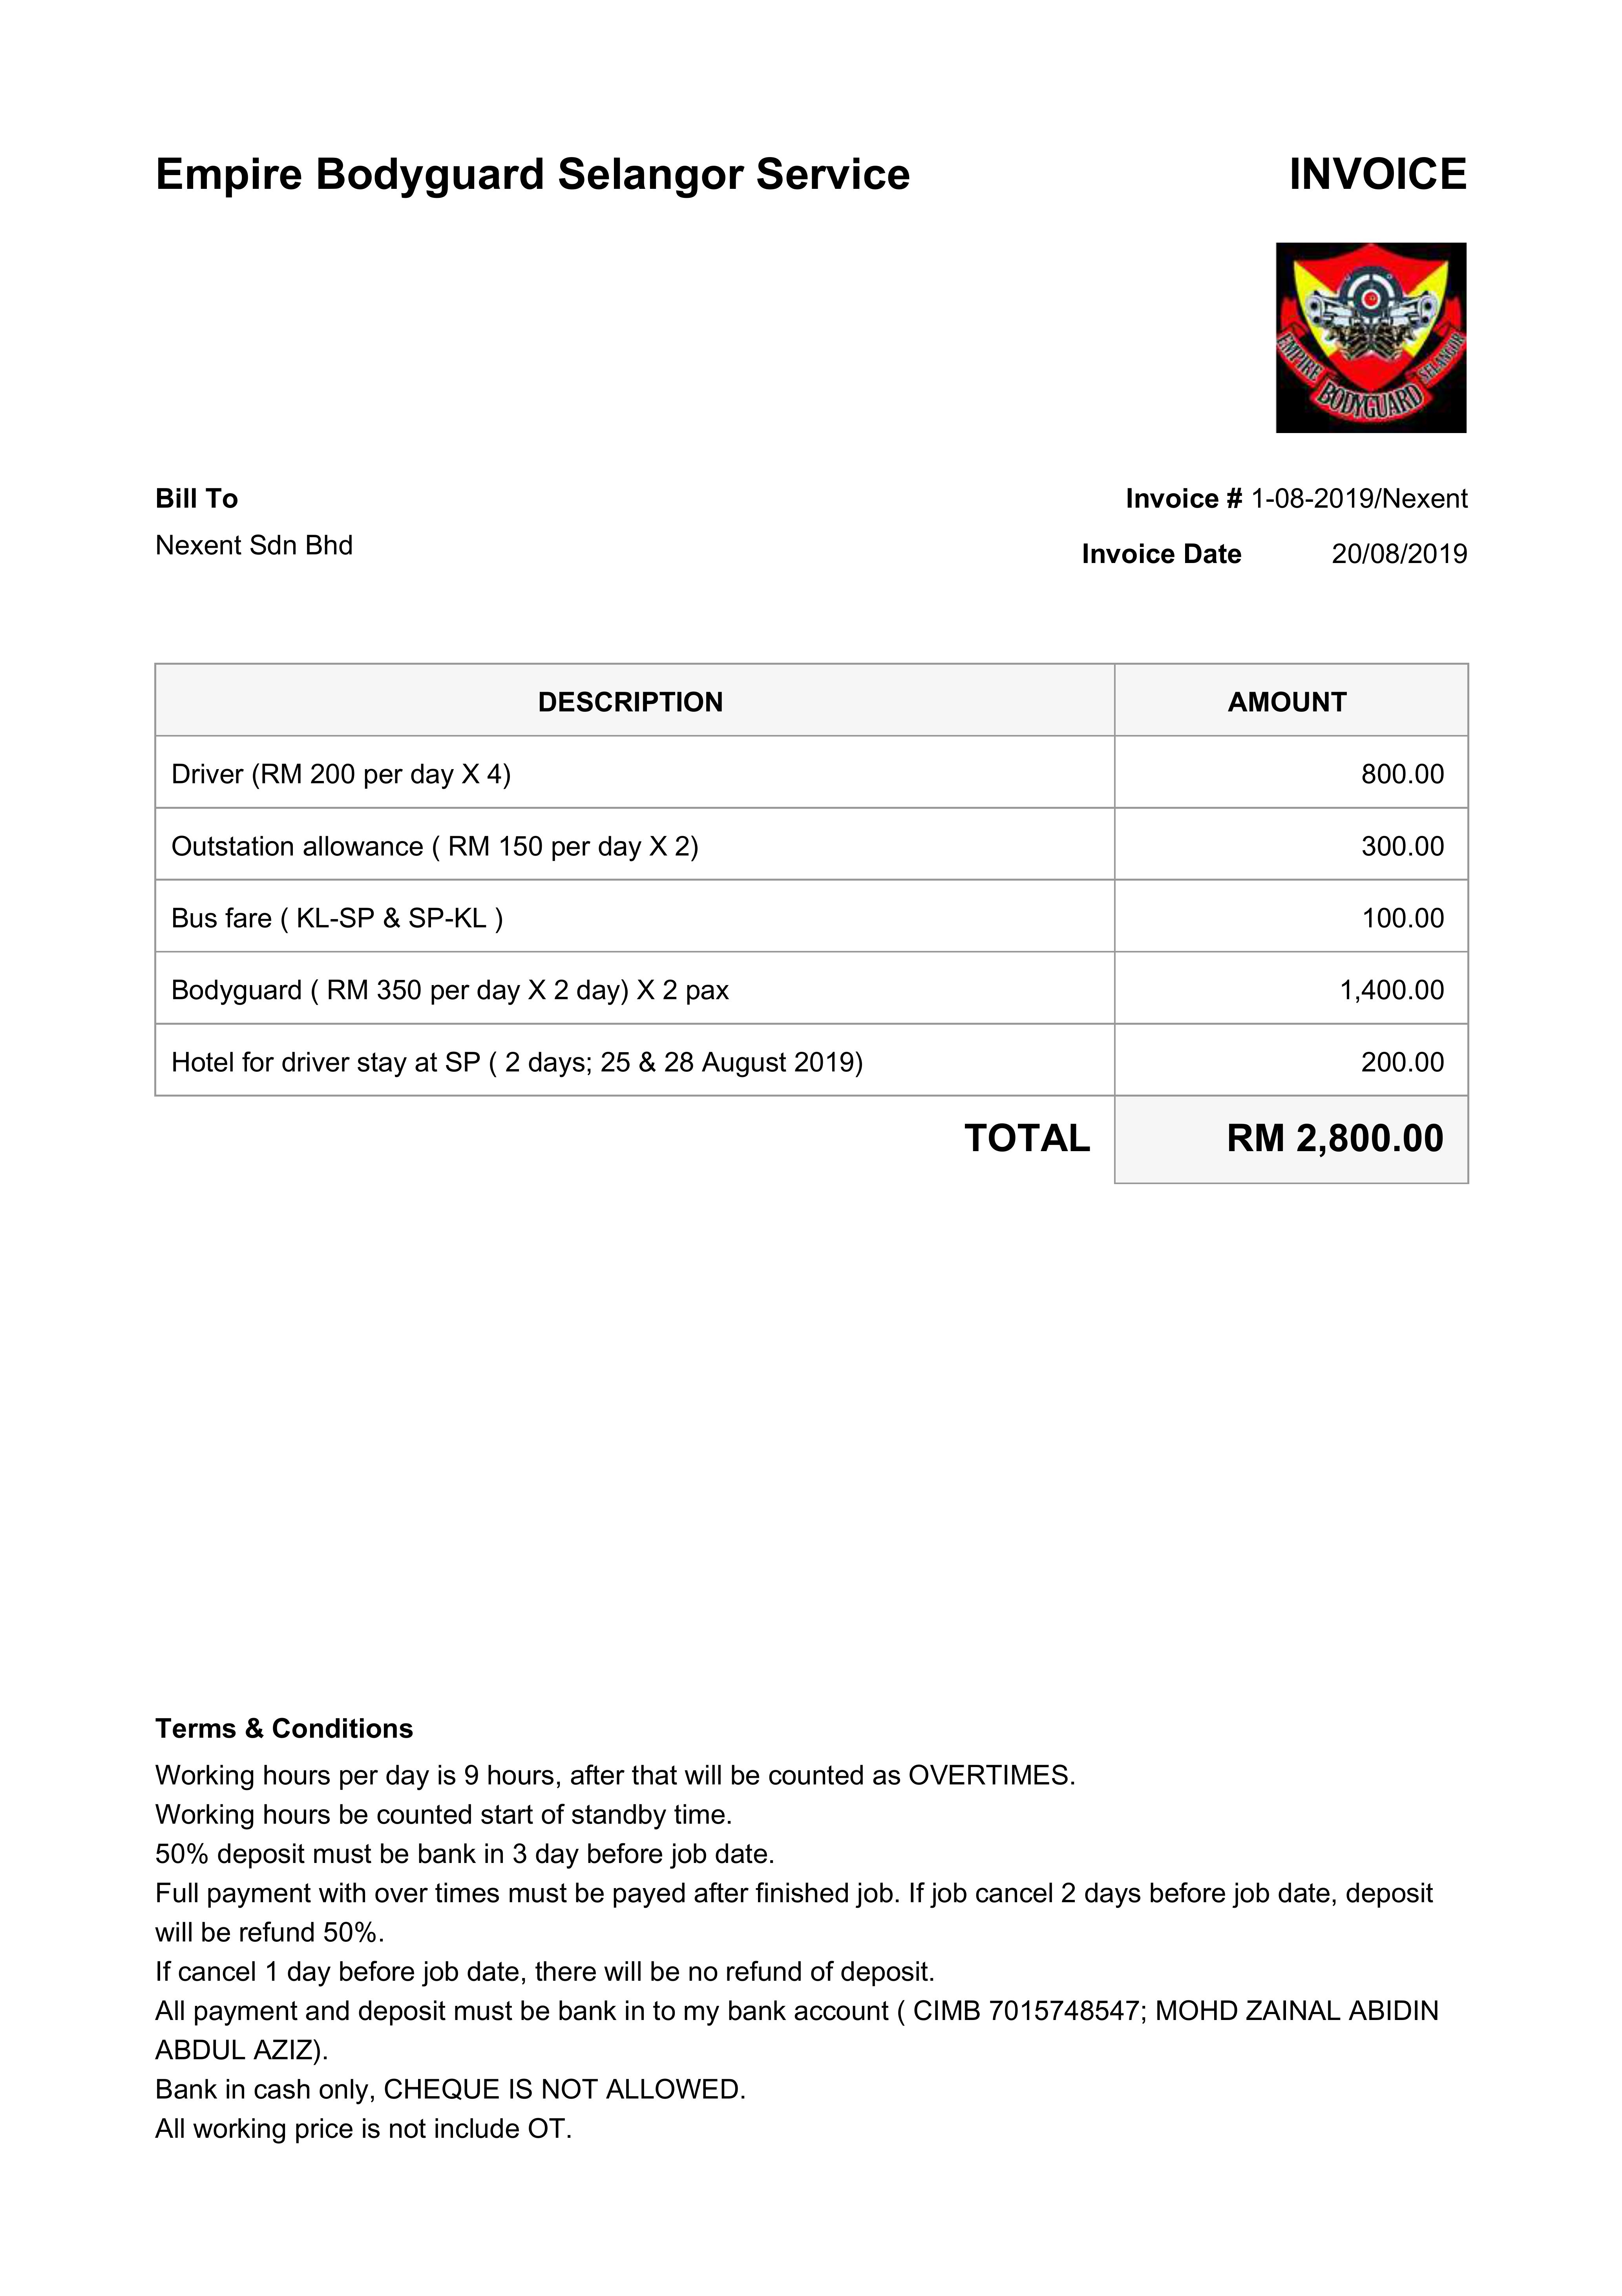 Empire Bodyguard Selangor Service
INVOICE
EMPIRE BODYGUARD SELANGOR
Bill To
Nexent Sdn Bhd
Invoice # 1-08-2019/Nexent
Invoice Date 20/08/2019
DESCRIPTION AMOUNT
Driver (RM 200 per day X 4) 800.00
Outstation allowance ( RM 150 per day X 2) 300.00
Bus fare ( KL-SP & SP-KL ) 100.00
Bodyguard ( RM 350 per day X 2 day) X 2 pax 1,400.00
Hotel for driver stay at SP ( 2 days; 25 & 28 August 2019) 200.00
TOTAL RM 2,800.00
Terms & Conditions
Working hours per day is 9 hours, after that will be counted as OVERTIMES.
Working hours be counted start of standby time.
50% deposit must be bank in 3 day before job date.
Full payment with over times must be payed after finished job. If job cancel 2 days before job date, deposit
will be refund 50%.
If cancel 1 day before job date, there will be no refund of deposit.
All payment and deposit must be bank in to my bank account ( CIMB 7015748547; MOHD ZAINAL ABIDIN
ABDUL AZIZ).
Bank in cash only, CHEQUE IS NOT ALLOWED.
All working price is not include OT.